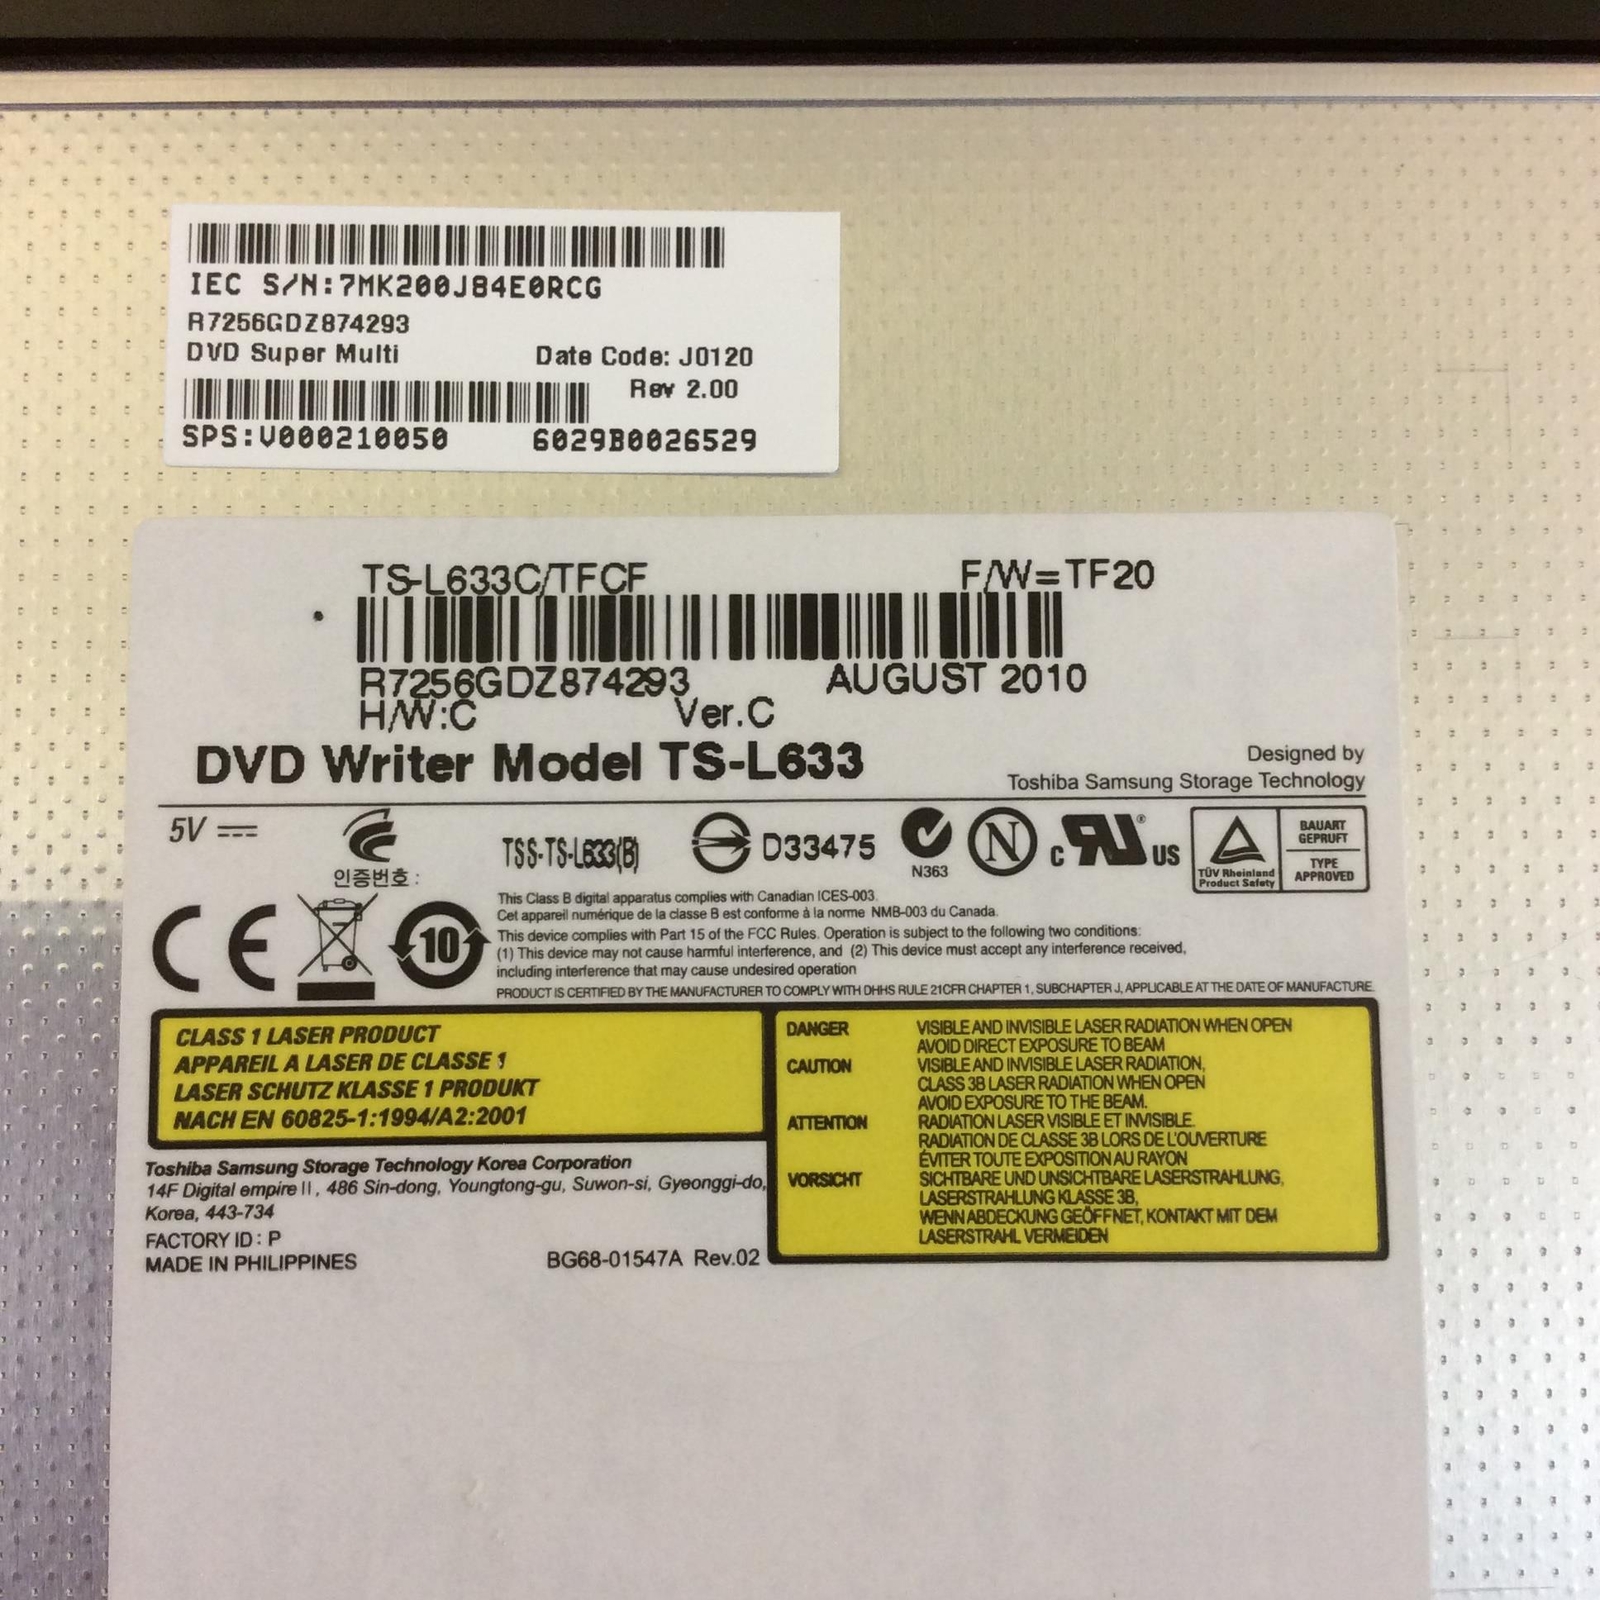 IEC S/N:7MK200J84E0RCG
R7256GDZ874293
DVD Super Multi
Date Code: J0120
Rev 2.00
SPS:V000210050 6029B0026529
TS-L633C/TFCF F/W=TF20
R7256GDZ874293 AUGUST 2010
H/W:C Ver.C
DVD Writer Model TS-L633
Designed by
Toshiba Samsung Storage Technology
5V
인증번호 :
TSS-TS-L633(B)
D33475
N363
N
c RU ® US
TÜV Rheinland
Product Safety
BAUART
GEPRUFT
TYPE
APPROVED
CE
10
This Class B digital apparatus complies with Canadian ICES-003.
Cet appareil numérique de la classe B est conforme à la norme NMB-003 du Canada.
This device complies with Part 15 of the FCC Rules. Operation is subject to the following two conditions:
(1) This device may not cause harmful interference, and (2) This device must accept any interference received,
including interference that may cause undesired operation
PRODUCT IS CERTIFIED BY THE MANUFACTURER TO COMPLY WITH DHHS RULE 21CFR CHAPTER 1, SUBCHAPTER J, APPLICABLE AT THE DATE OF MANUFACTURE.
CLASS 1 LASER PRODUCT
APPAREIL A LASER DE CLASSE 1
LASER SCHUTZ KLASSE 1 PRODUKT
NACH EN 60825-1:1994/A2:2001
DANGER VISIBLE AND INVISIBLE LASER RADIATION WHEN OPEN
AVOID DIRECT EXPOSURE TO BEAM
CAUTION VISIBLE AND INVISIBLE LASER RADIATION,
CLASS 3B LASER RADIATION WHEN OPEN
AVOID EXPOSURE TO THE BEAM.
ATTENTION RADIATION LASER VISIBLE ET INVISIBLE.
RADIATION DE CLASSE 3B LORS DE L'OUVERTURE
ÉVITER TOUTE EXPOSITION AU RAYON
VORSICHT SICHTBARE UND UNSICHTBARE LASERSTRAHLUNG,
LASERSTRAHLUNG KLASSE 3B,
WENN ABDECKUNG GEÖFFNET, KONTAKT MIT DEM
LASERSTRAHL VERMEIDEN
Toshiba Samsung Storage Technology Korea Corporation
14F Digital empire II, 486 Sin-dong, Youngtong-gu, Suwon-si, Gyeonggi-do,
Korea, 443-734
FACTORY ID : P
MADE IN PHILIPPINES
BG68-01547A Rev.02